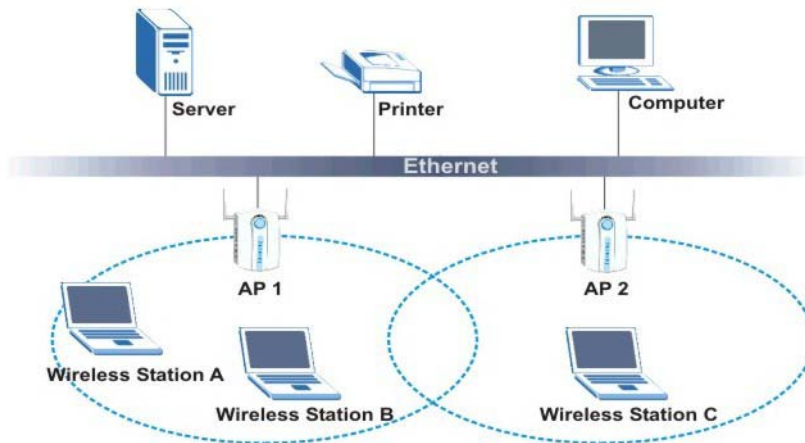 Server
Printer
Computer
Ethernet
AP 1
AP 2
Wireless Station A
Wireless Station B
Wireless Station C